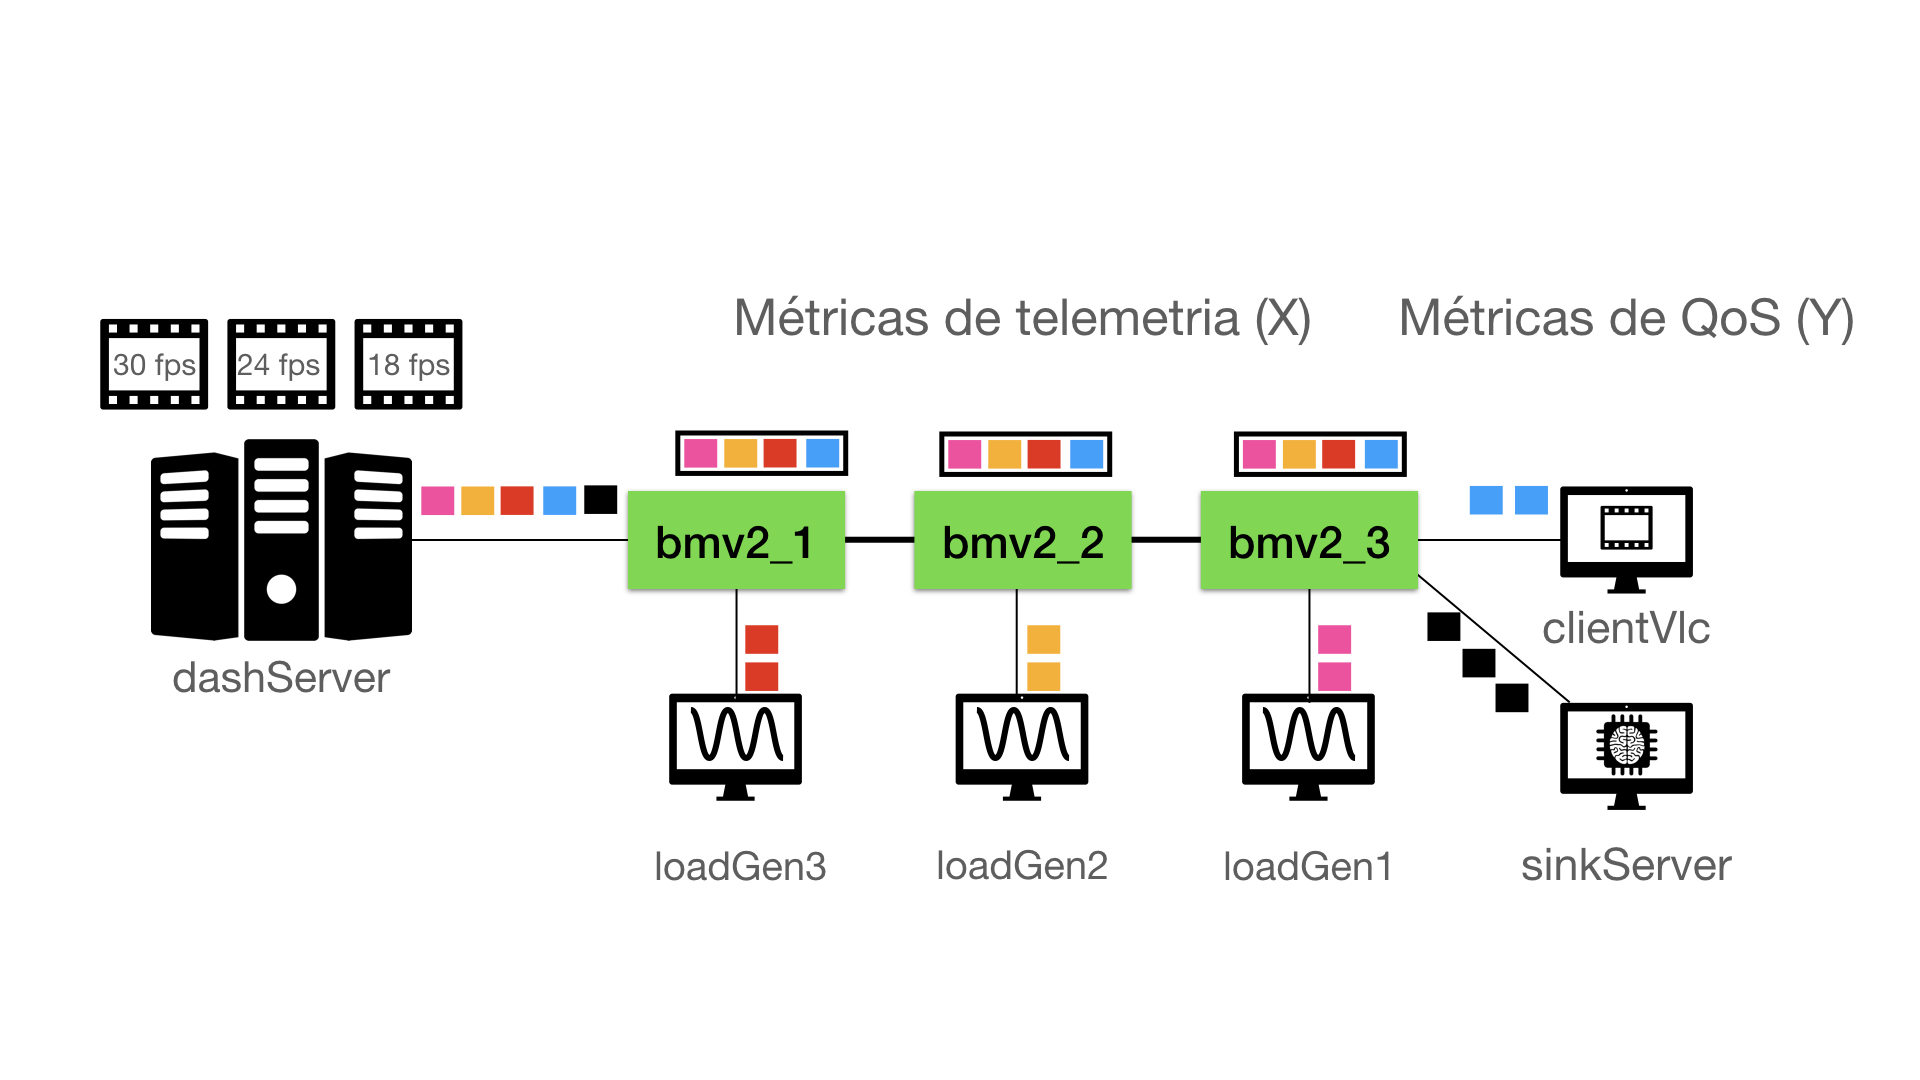 Métricas de telemetria (X)
Métricas de QoS (Y)
30 fps
24 fps
18 fps
bmv2_1
bmv2_2
bmv2_3
clientVlc
dashServer
loadGen3
loadGen2
loadGen1
sinkServer